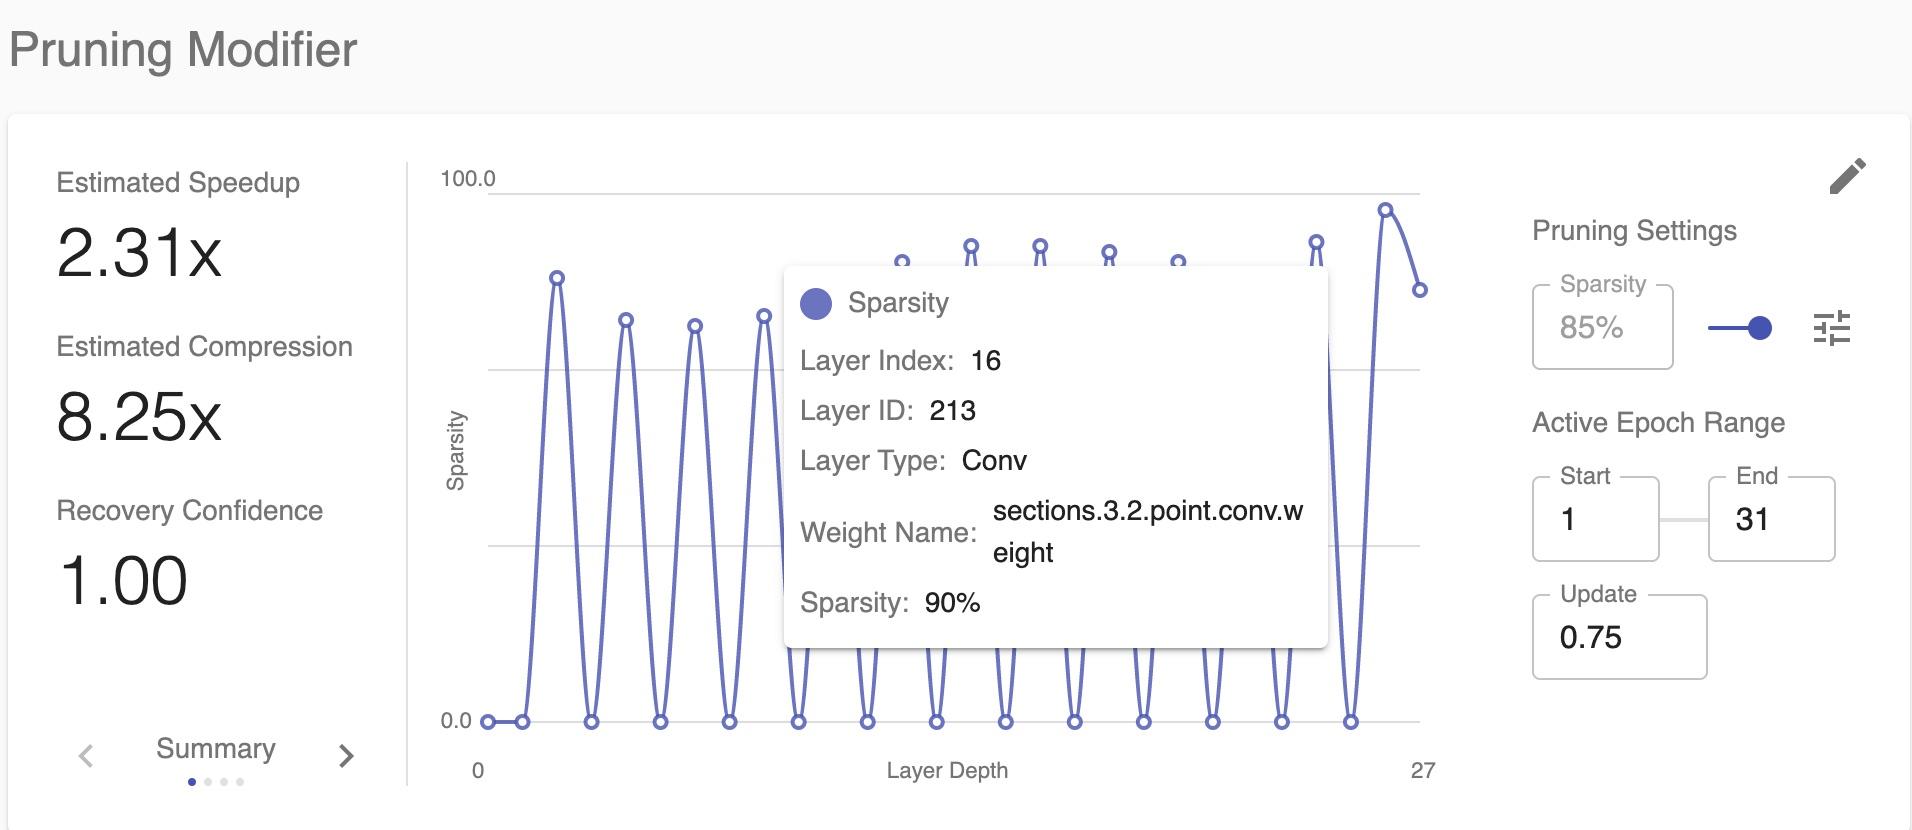 Pruning Modifier
Estimated Speedup
2.31x
Estimated Compression
8.25x
Recovery Confidence
1.00
Summary
100.0
Sparsity
0.0
0
Layer Depth
27
Sparsity
Layer Index: 16
Layer ID: 213
Layer Type: Conv
Weight Name: sections.3.2.point.conv.w
eight
Sparsity: 90%
Pruning Settings
Sparsity
85%
Active Epoch Range
Start
1
End
31
Update
0.75